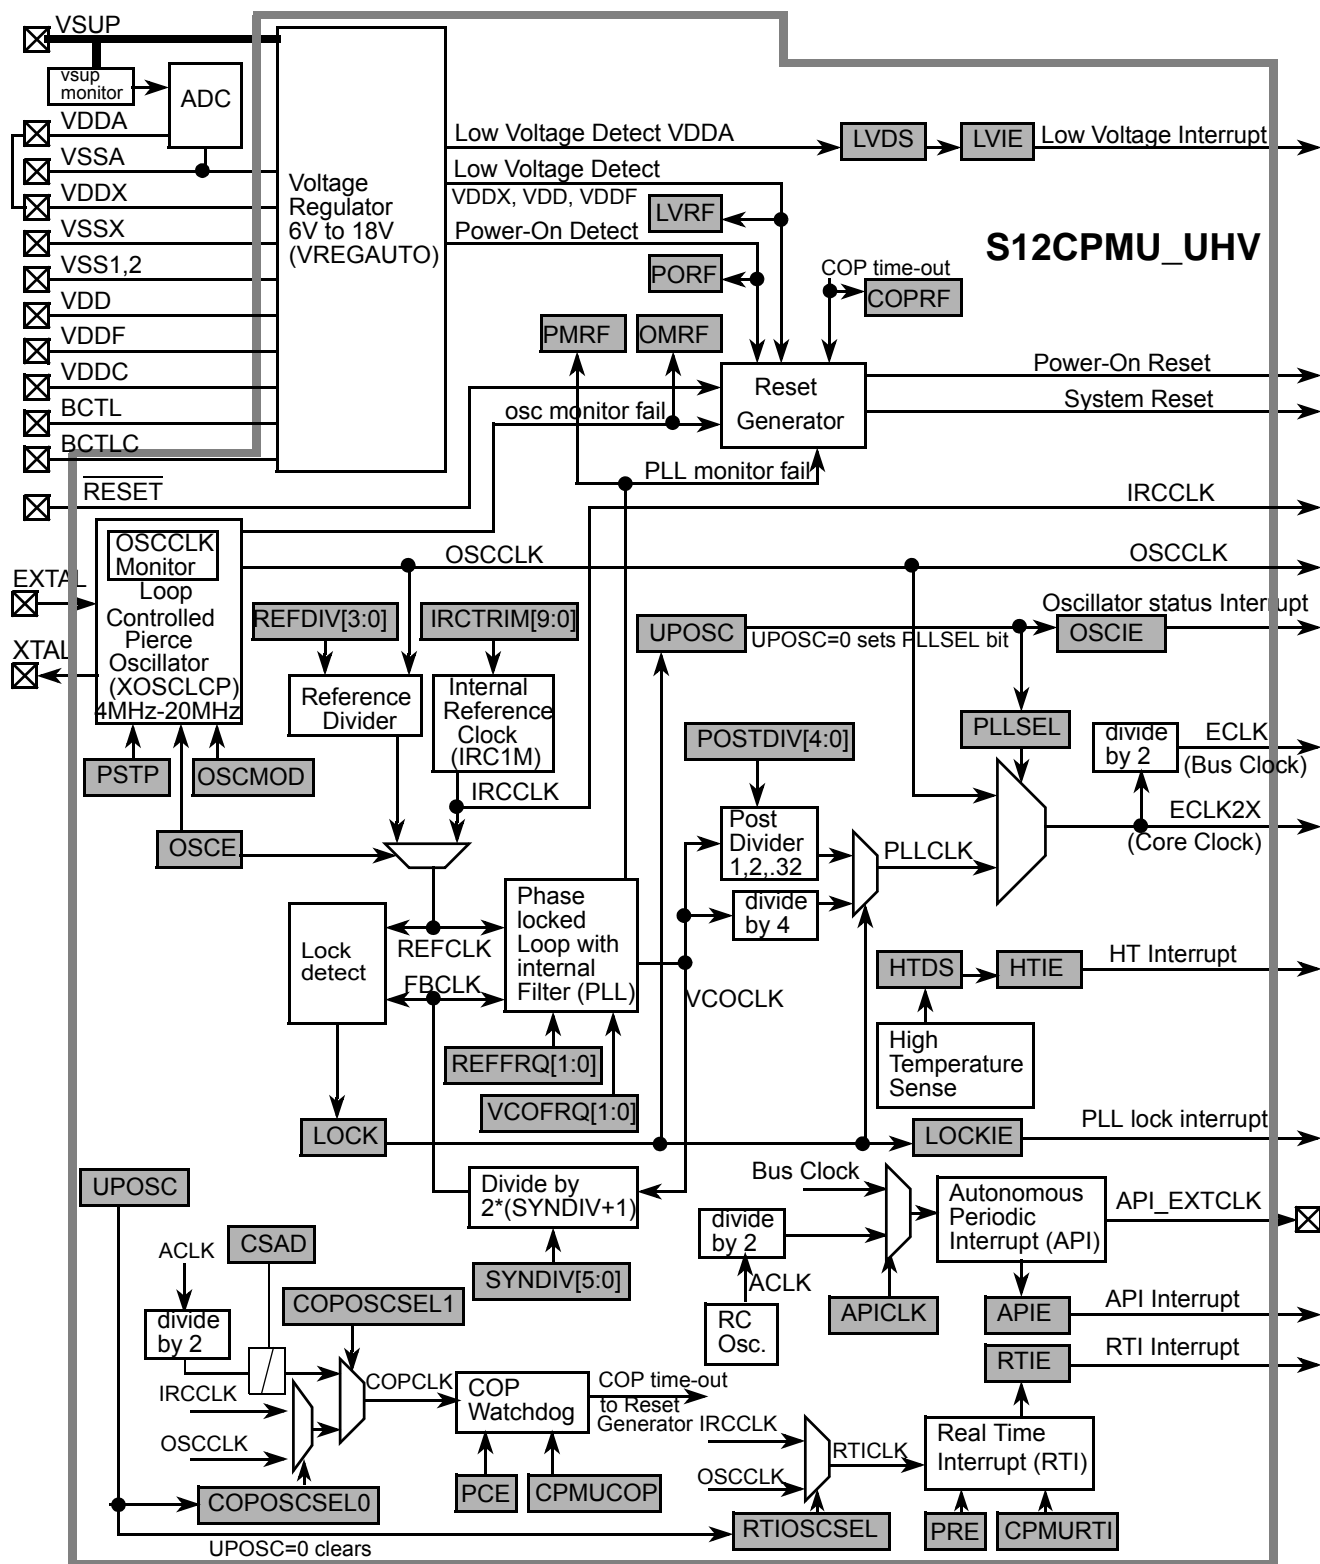 VSUP
vsup
monitor
ADC
VDDA
VSSA
VDDX
VSSX
VSS1,2
VDD
VDDF
VDDC
BCTL
BCTLC
RESET
Voltage
Regulator
6V to 18V
(VREGAUTO)
Low Voltage Detect VDDA
LVDS
LVIE
Low Voltage Interrupt
Low Voltage Detect
VDDX, VDD, VDDF
LVRF
Power-On Detect
PORF
S12CPMU_UHV
COP time-out
COPRF
PMRF
OMRF
Reset
Generator
Power-On Reset
System Reset
osc monitor fail
PLL monitor fail
IRCCLK
OSCCLK
Monitor
Loop
Controlled
Pierce
Oscillator
(XOSCLCP)
4MHz-20MHz
EXTAL
XTAL
OSCCLK
OSCCLK
REFDIV[3:0]
IRCTRIM[9:0]
UPOSC
UPOSC=0 sets PLLSEL bit
Oscillator status Interrupt
OSCIE
Reference
Divider
Internal
Reference
Clock
(IRC1M)
PSTP
OSCMOD
OSCE
IRCCLK
POSTDIV[4:0]
PLLSEL
divide
by 2
ECLK
(Bus Clock)
ECLK2X
(Core Clock)
Post
Divider
1,2,.32
PLLCLK
divide
by 4
Phase
locked
Loop with
internal
Filter (PLL)
Lock
detect
REFCLK
FBCLK
VCOCLK
REFFRQ[1:0]
VCOFRQ[1:0]
HTDS
HTIE
HT Interrupt
High
Temperature
Sense
LOCK
LOCKIE
PLL lock interrupt
Divide by
2*(SYNDIV+1)
SYNDIV[5:0]
Bus Clock
divide
by 2
ACLK
RC
Osc.
APICLK
Autonomous
Periodic
Interrupt (API)
API_EXTCLK
APIE
API Interrupt
RTIE
RTI Interrupt
UPOSC
CSAD
ACLK
divide
by 2
COPOSCSEL1
IRCCLK
OSCCLK
COPCLK
COP
Watchdog
COP time-out
to Reset
Generator
COPOSCSEL0
PCE
CPMUCOP
UPOSC=0 clears
IRCCLK
OSCCLK
RTICLK
RTIOSCSEL
Real Time
Interrupt (RTI)
PRE
CPMURTI